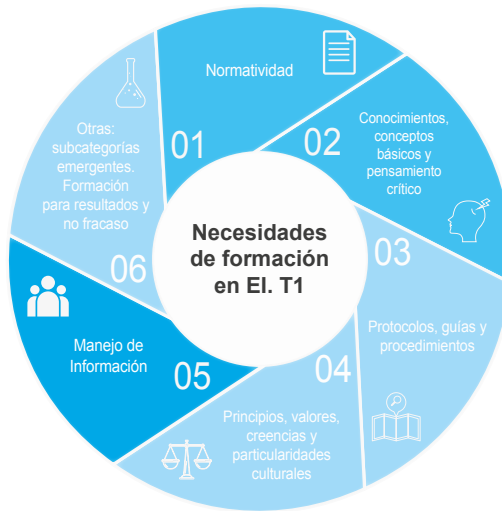 Necesidades
de formación
en EI. T1
01
Normatividad
02
Conocimientos,
conceptos
básicos y
pensamiento
crítico
03
Protocolos, guías y
procedimientos
04
Principios, valores,
creencias y
particularidades
culturales
05
Manejo de
Información
06
Otras:
subcategorías
emergentes.
Formación
para resultados y
no fracaso